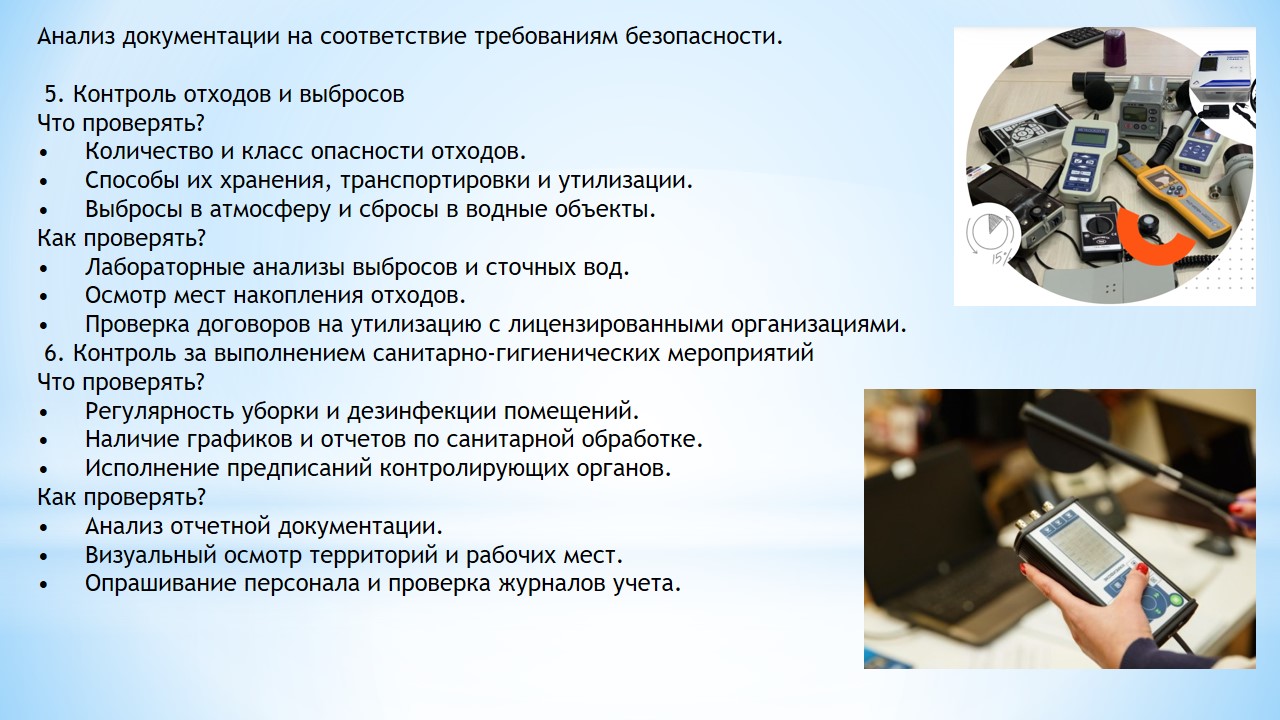 Анализ документации на соответствие требованиям безопасности.
5. Контроль отходов и выбросов
Что проверять?
• Количество и класс опасности отходов.
• Способы их хранения, транспортировки и утилизации.
• Выбросы в атмосферу и сбросы в водные объекты.
Как проверять?
• Лабораторные анализы выбросов и сточных вод.
• Осмотр мест накопления отходов.
• Проверка договоров на утилизацию с лицензированными организациями.
6. Контроль за выполнением санитарно-гигиенических мероприятий
Что проверять?
• Регулярность уборки и дезинфекции помещений.
• Наличие графиков и отчетов по санитарной обработке.
• Исполнение предписаний контролирующих органов.
Как проверять?
• Анализ отчетной документации.
• Визуальный осмотр территорий и рабочих мест.
• Опрашивание персонала и проверка журналов учета.
15%